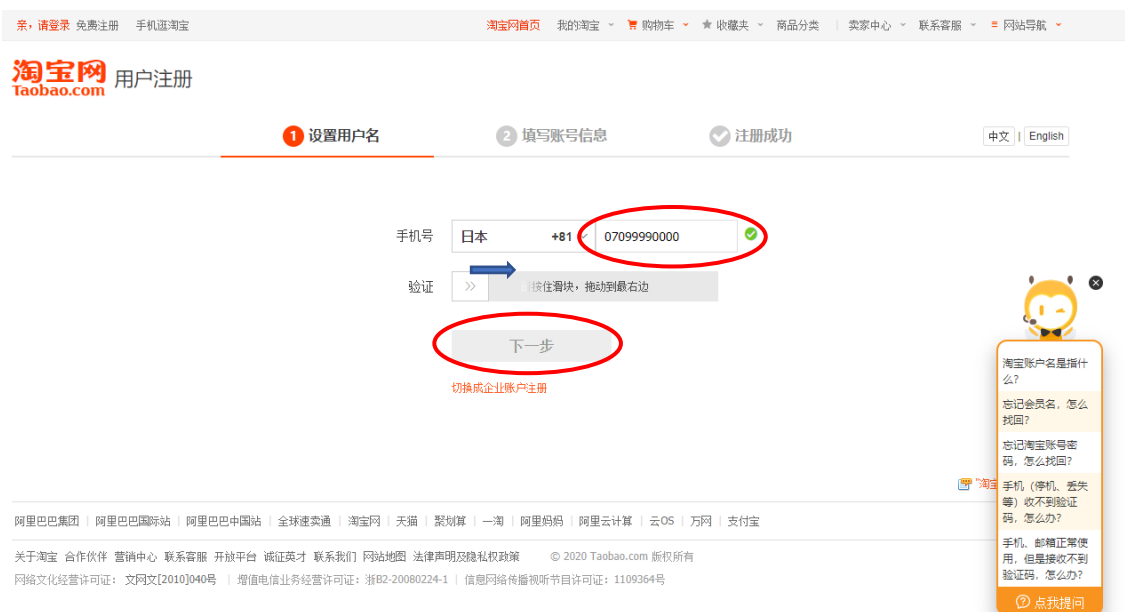 亲，请登录 免费注册 手机逛淘宝 淘宝网首页 我的淘宝 购物车 收藏夹 商品分类 | 卖家中心 联系客服 网站导航
淘宝网
Taobao.com
用户注册
1 设置用户名 2 填写账号信息 注册成功 中文 | English
手机号 日本 +81 07099990000
验证 按住滑块，拖动到最右边
下一步
切换成企业账户注册
淘宝账户名是指什
么?
忘记会员名，怎么
找回?
忘记淘宝账号密
码，怎么找回?
"淘宝
手机（停机、丢失
等）收不到验证
码，怎么办?
手机、邮箱正常使
用，但是接收不到
验证码，怎么办?
点我提问
阿里巴巴集团 | 阿里巴巴国际站 | 阿里巴巴中国站 | 全球速卖通 | 淘宝网 | 天猫 | 聚划算 | 一淘 | 阿里妈妈 | 阿里云计算 | 云OS | 万网 | 支付宝
关于淘宝 合作伙伴 营销中心 联系客服 开放平台 诚征英才 联系我们 网站地图 法律声明及隐私权政策 © 2020 Taobao.com 版权所有
网络文化经营许可证：文网文[2010]040号 | 增值电信业务经营许可证：浙B2-20080224-1 | 信息网络传播视听节目许可证：1109364号